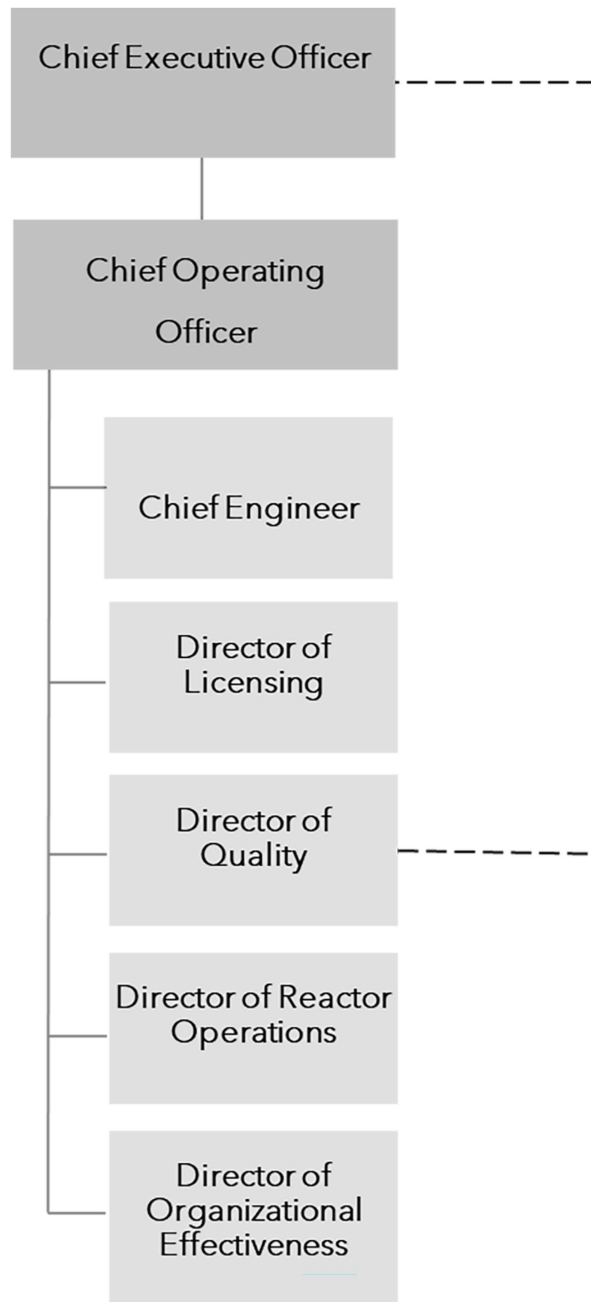 Chief Executive Officer
Chief Operating
Officer
Chief Engineer
Director of
Licensing
Director of
Quality
Director of Reactor
Operations
Director of
Organizational
Effectiveness